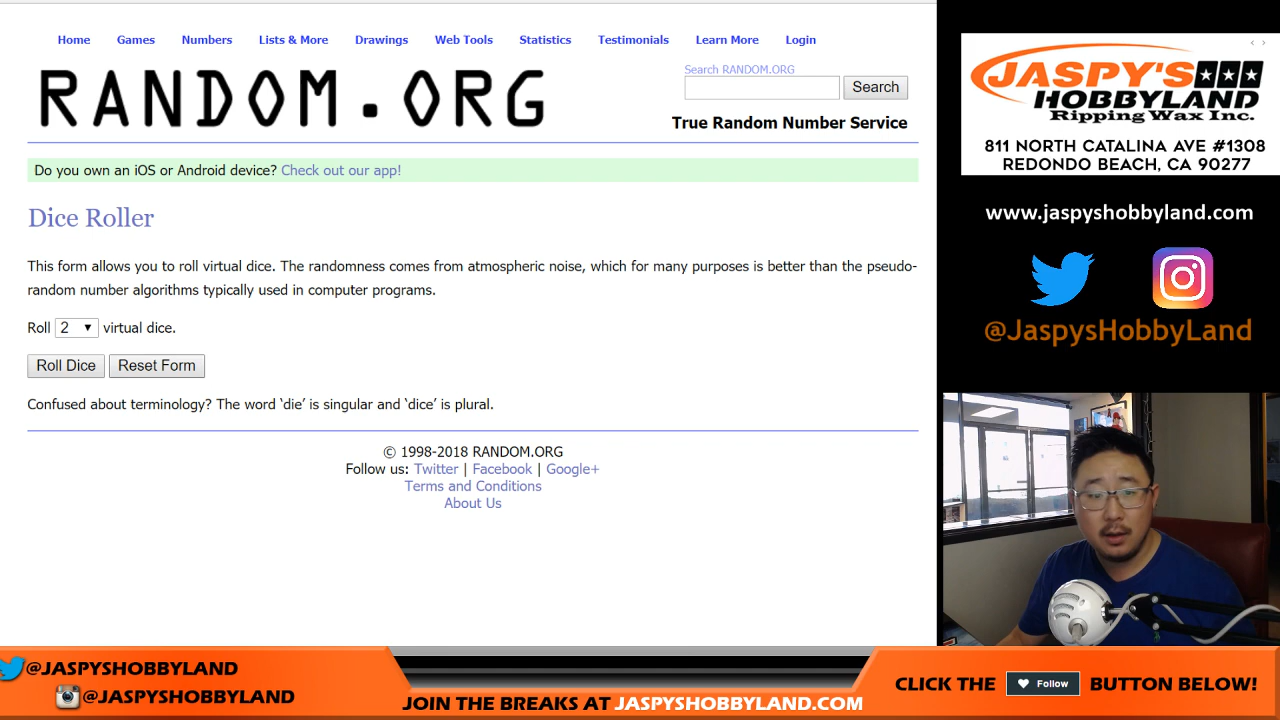 Home Games Numbers Lists & More Drawings Web Tools Statistics Testimonials Learn More Login
RANDOM.ORG
Search RANDOM.ORG
Search
True Random Number Service
Do you own an iOS or Android device? Check out our app!
Dice Roller
This form allows you to roll virtual dice. The randomness comes from atmospheric noise, which for many purposes is better than the pseudo-
random number algorithms typically used in computer programs.
Roll 2 virtual dice.
Roll Dice Reset Form
Confused about terminology? The word ‘die’ is singular and ‘dice’ is plural.
© 1998-2018 RANDOM.ORG
Follow us: Twitter | Facebook | Google+
Terms and Conditions
About Us
JASPY'S
HOBBYLAND
Ripping Wax Inc.
811 NORTH CATALINA AVE #1308
REDONDO BEACH, CA 90277
www.jaspyshobbyland.com
@JaspysHobbyLand
@JASPYSHOBBYLAND
@JASPYSHOBBYLAND
JOIN THE BREAKS AT JASPYSHOBBYLAND.COM
CLICK THE Follow BUTTON BELOW!